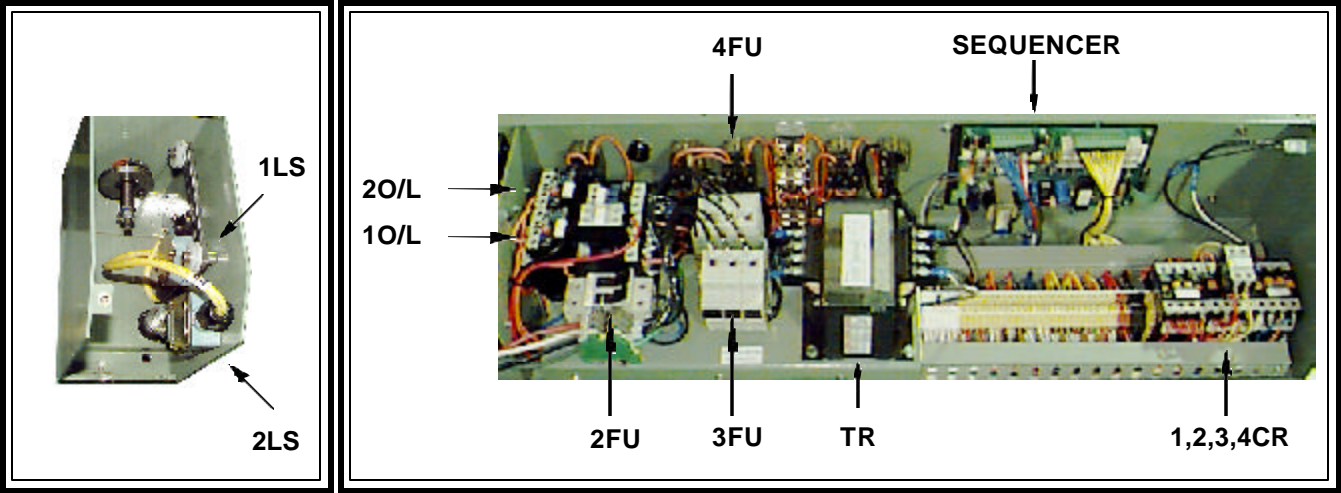 1LS
2LS
4FU
SEQUENCER
2O/L
1O/L
2FU
3FU
TR
1,2,3,4CR